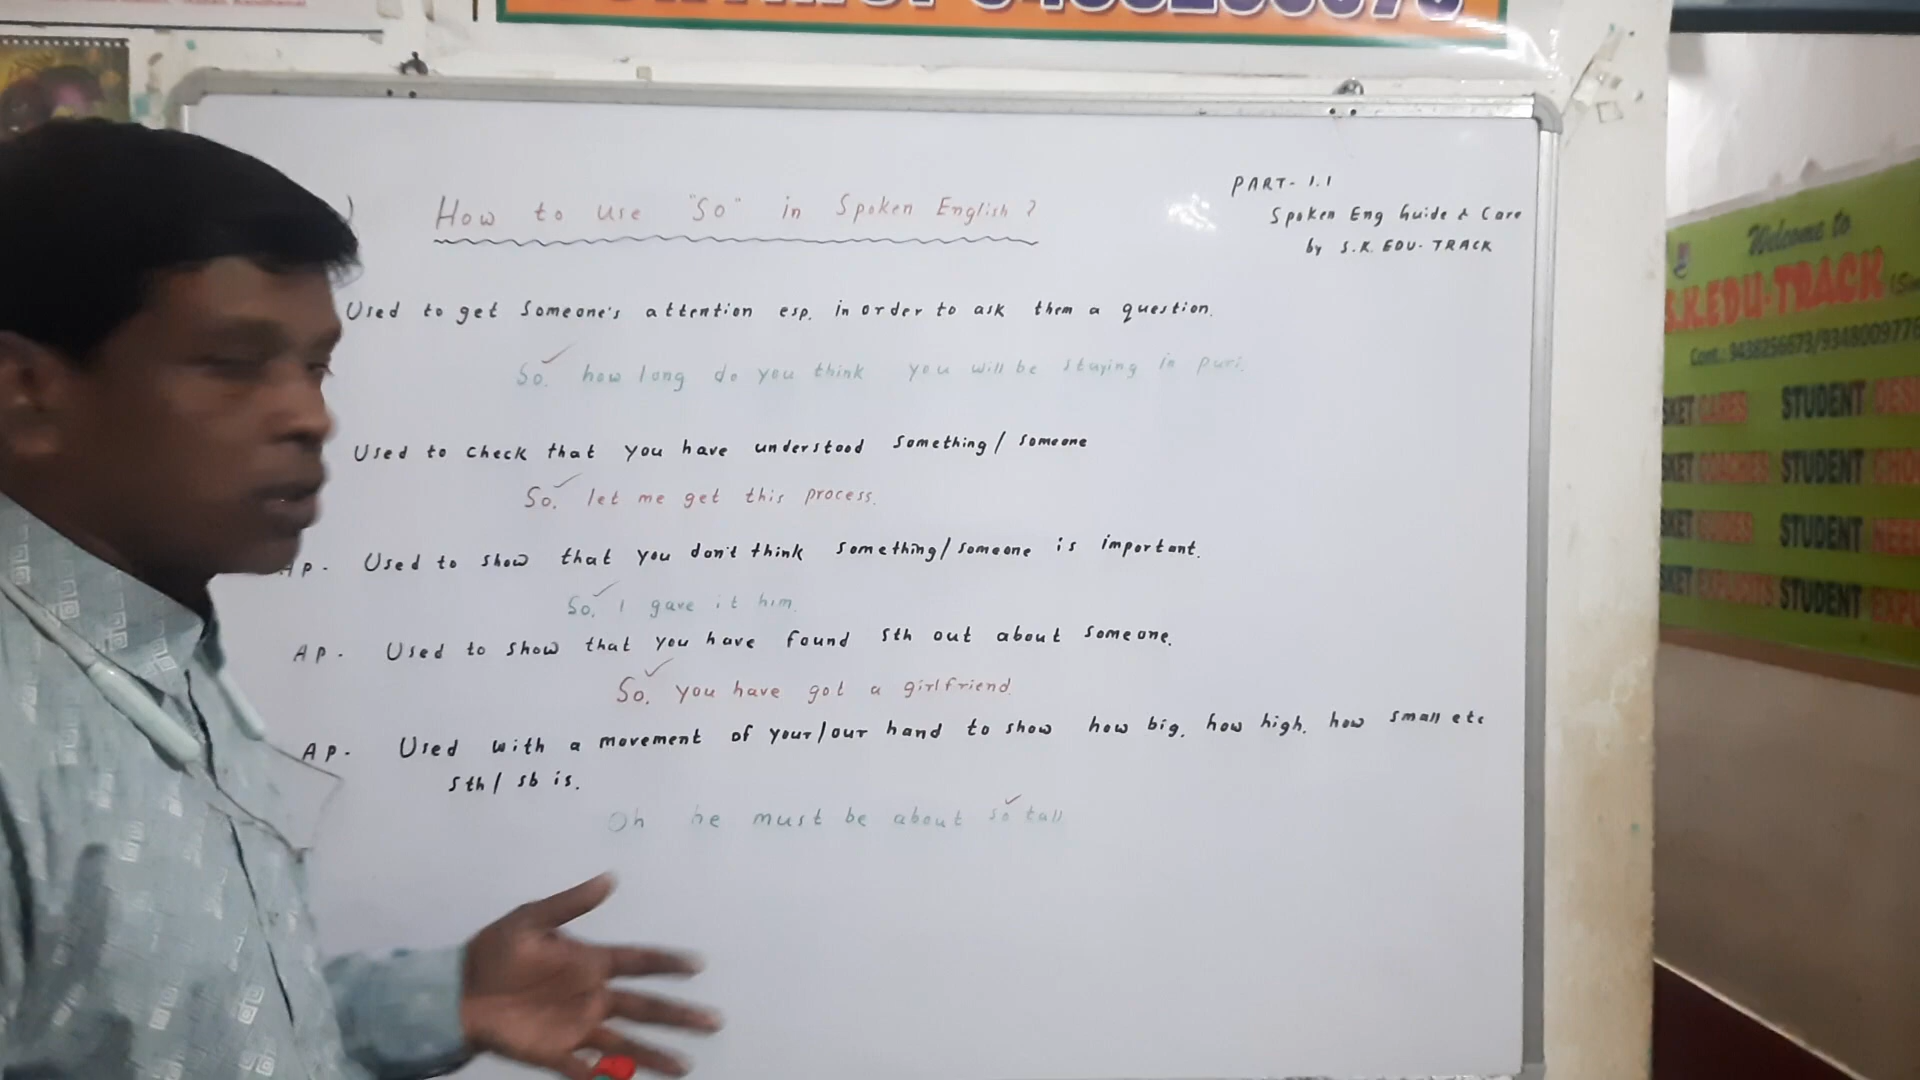 How to use "So" in Spoken English?
PART- 1.1
Spoken Eng Guide & Care
by S.K. EDU-TRACK
Used to get someone's attention esp. in order to ask them a question.
So, how long do you think you will be staying in puri.
Used to check that you have understood something/someone
So, let me get this process.
Ap. Used to show that you don't think something/someone is important.
So, I gave it him.
AP. Used to show that you have found sth out about someone.
So, you have got a girlfriend.
AP. Used with a movement of your/our hand to show how big, how high, how small etc
sth/sb is.
Oh he must be about so tall
Welcome to
S.K.EDU-TRACK
STUDENT
STUDENT
STUDENT
STUDENT